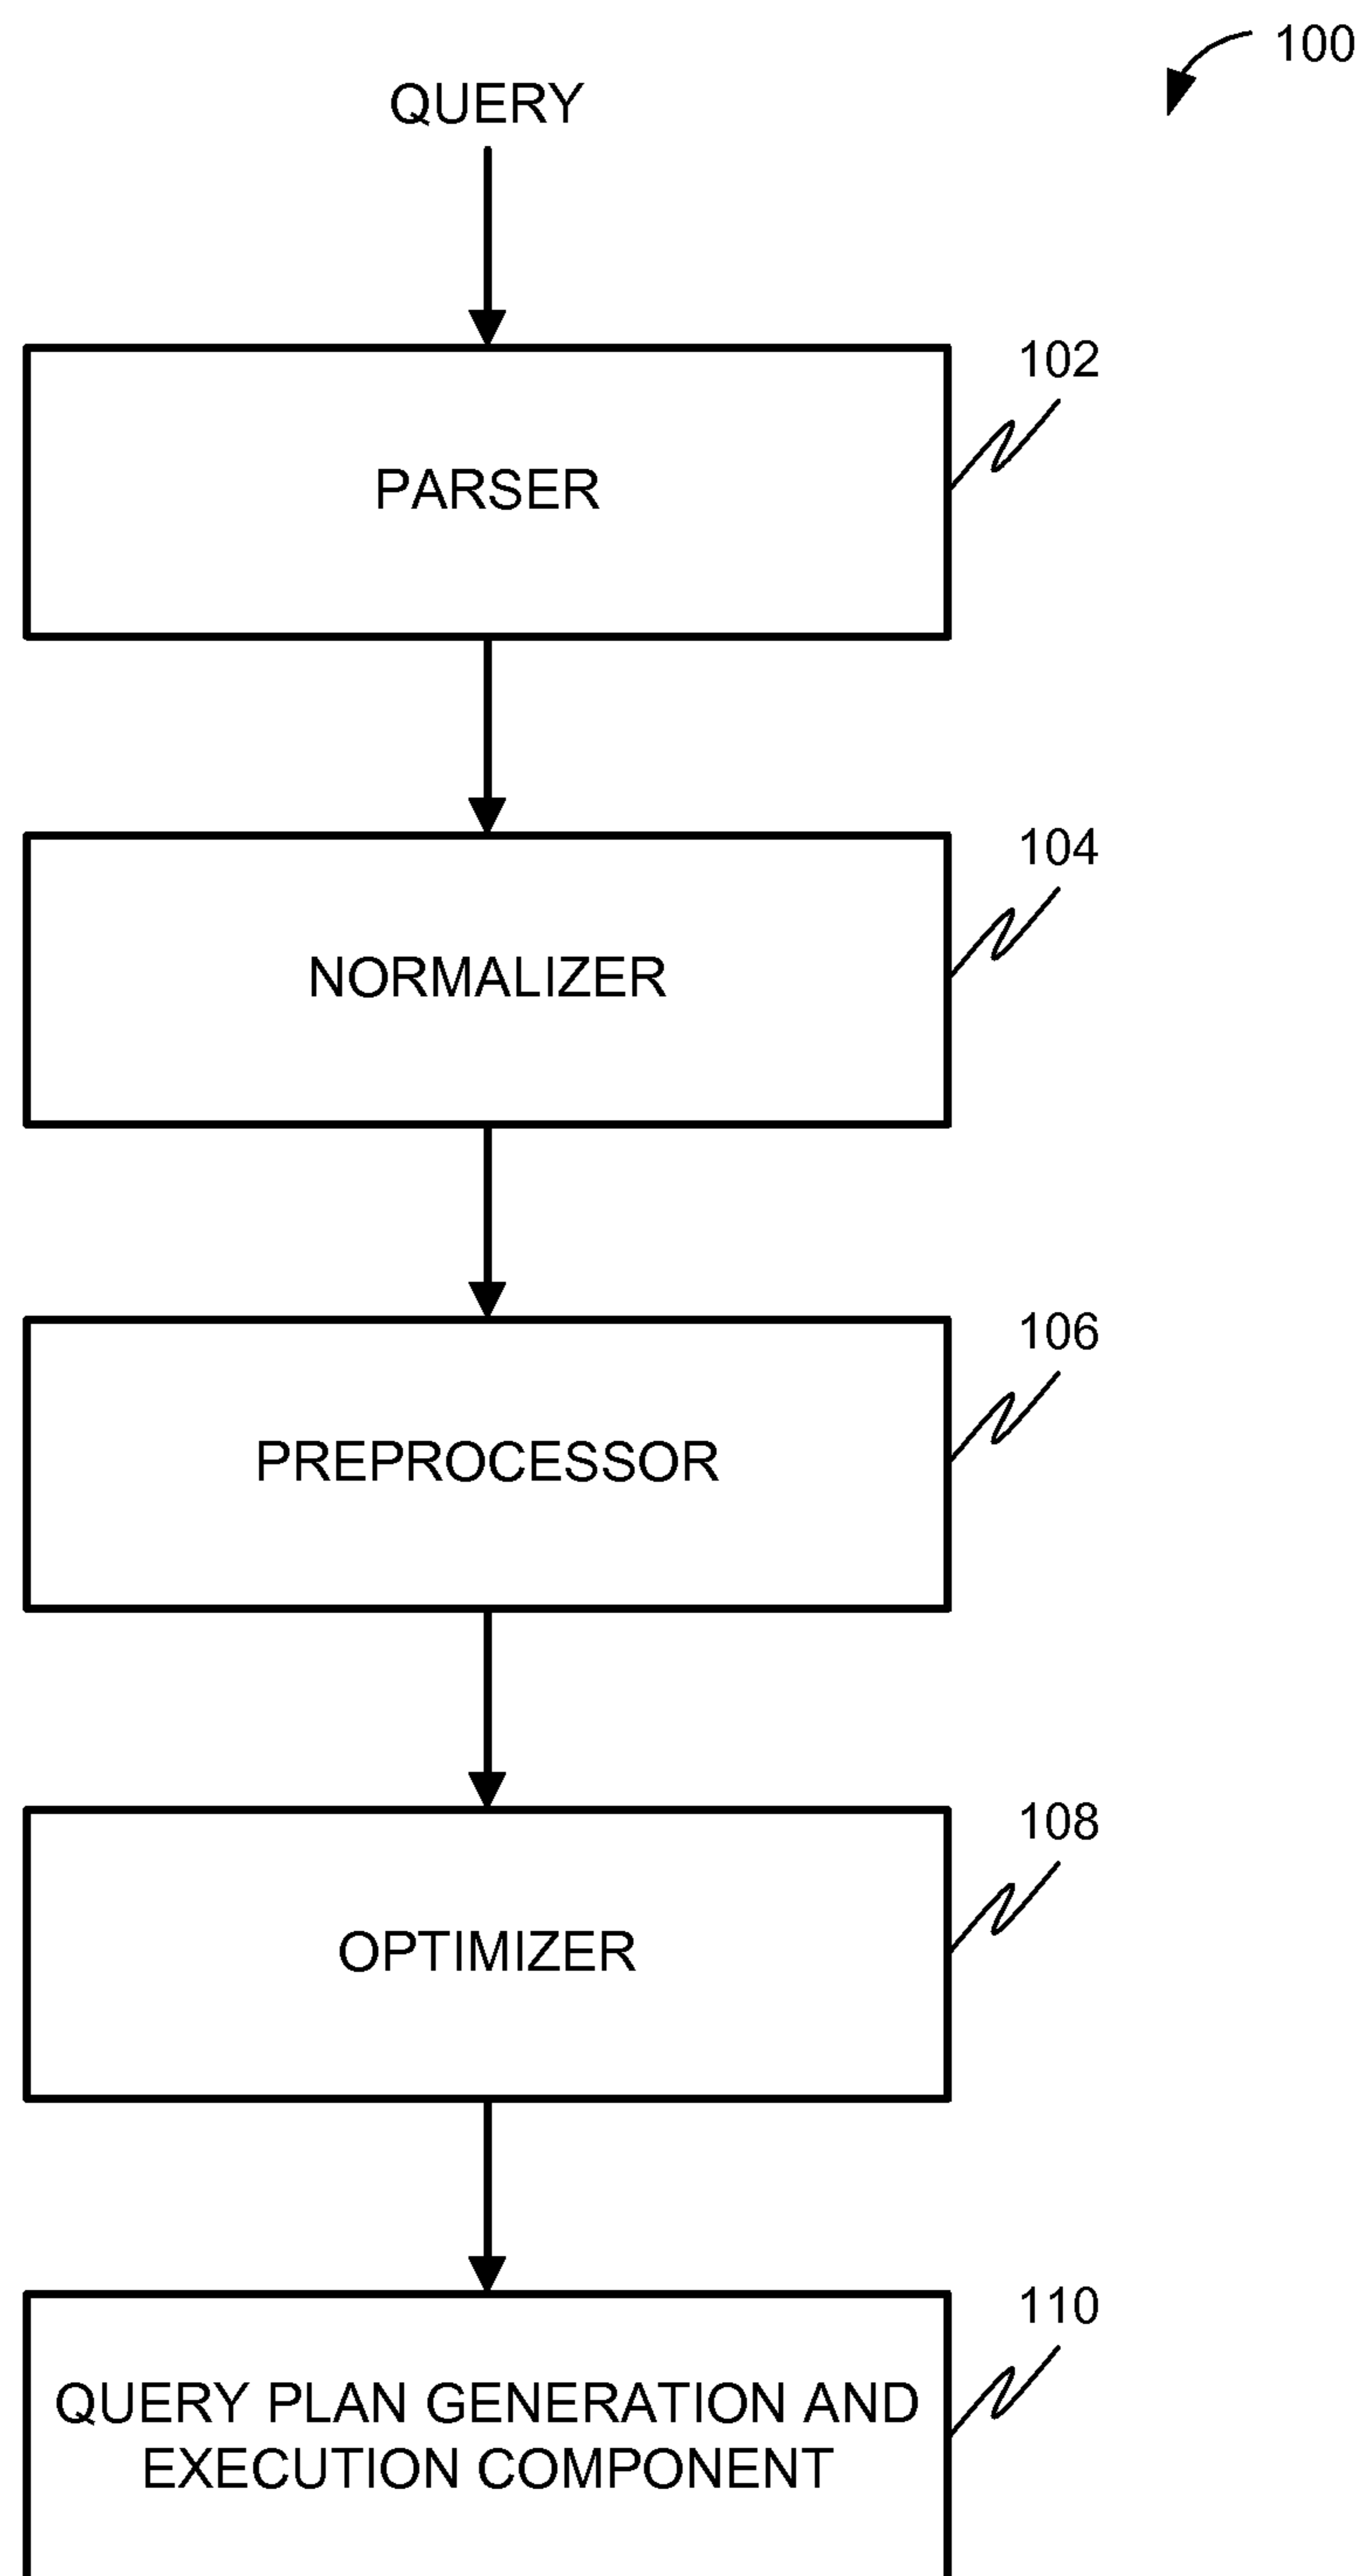 100
QUERY
102
PARSER
104
NORMALIZER
106
PREPROCESSOR
108
OPTIMIZER
110
QUERY PLAN GENERATION AND
EXECUTION COMPONENT